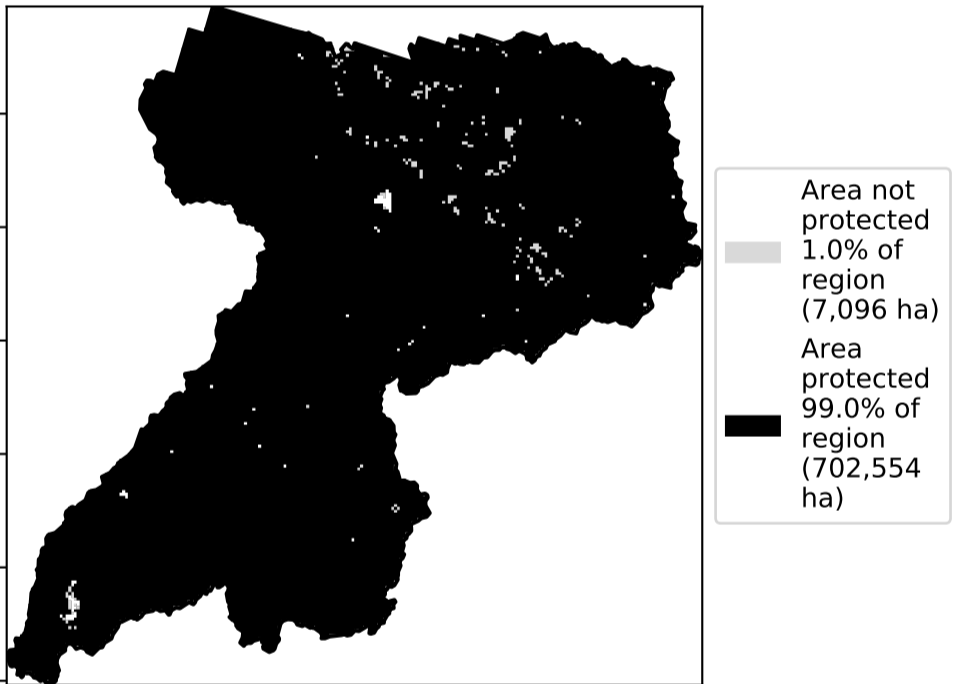 Area not
protected
1.0% of
region
(7,096 ha)
Area
protected
99.0% of
region
(702,554
ha)